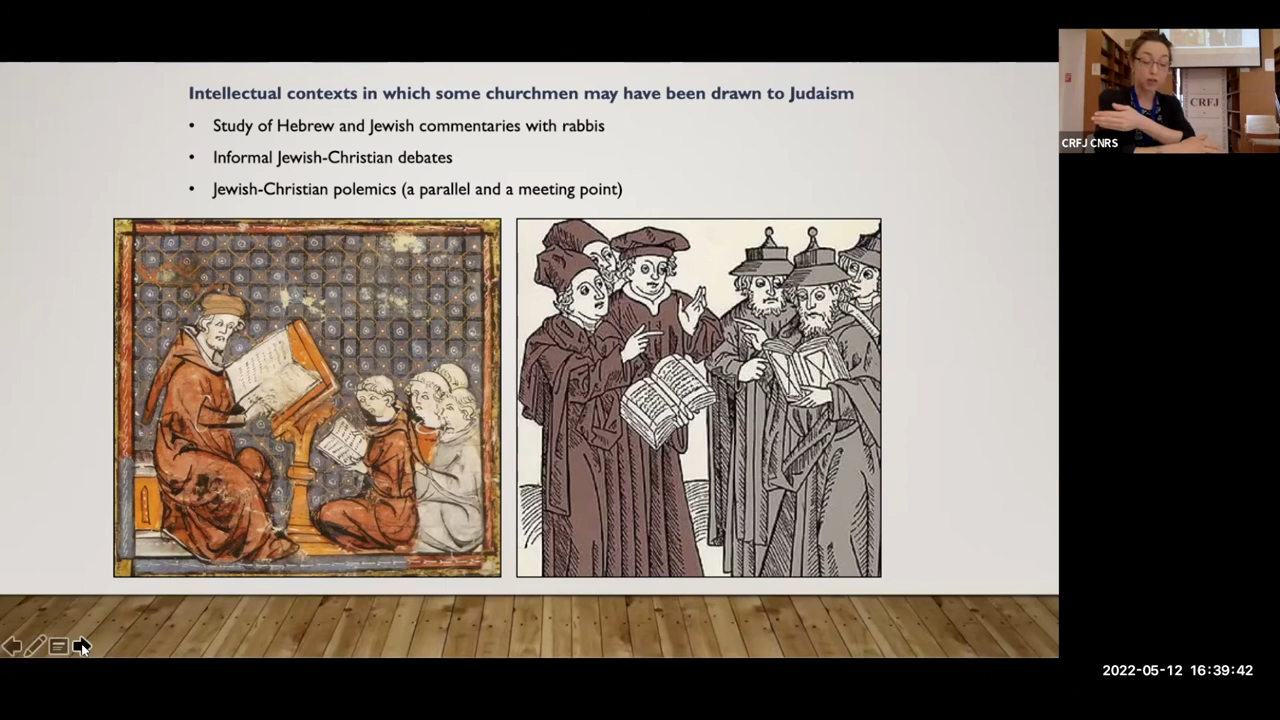 Intellectual contexts in which some churchmen may have been drawn to Judaism
• Study of Hebrew and Jewish commentaries with rabbis
• Informal Jewish-Christian debates
• Jewish-Christian polemics (a parallel and a meeting point)
CRFJ
CRFJ CNRS
2022-05-12 16:39:42